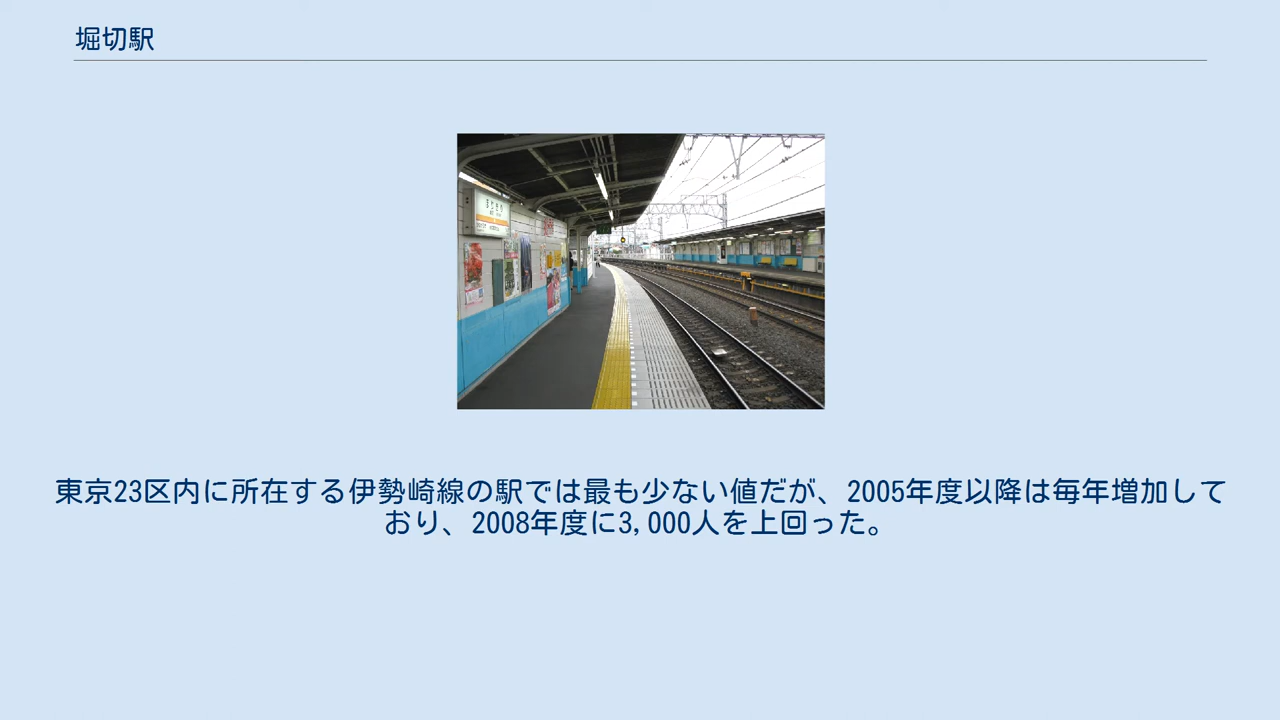 堀切駅
東京23区内に所在する伊勢崎線の駅では最も少ない値だが、2005年度以降は毎年増加して
おり、2008年度に3,000人を上回った。